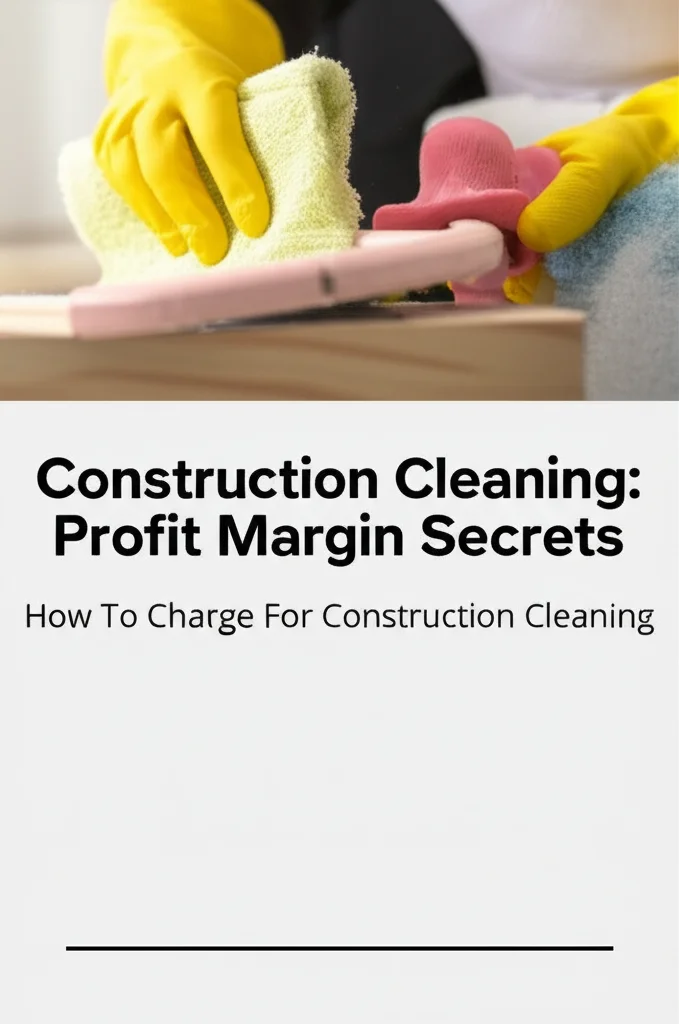 Construction Cleaning:
Profit Margin Secrets
How To Charge For Construction Cleaning